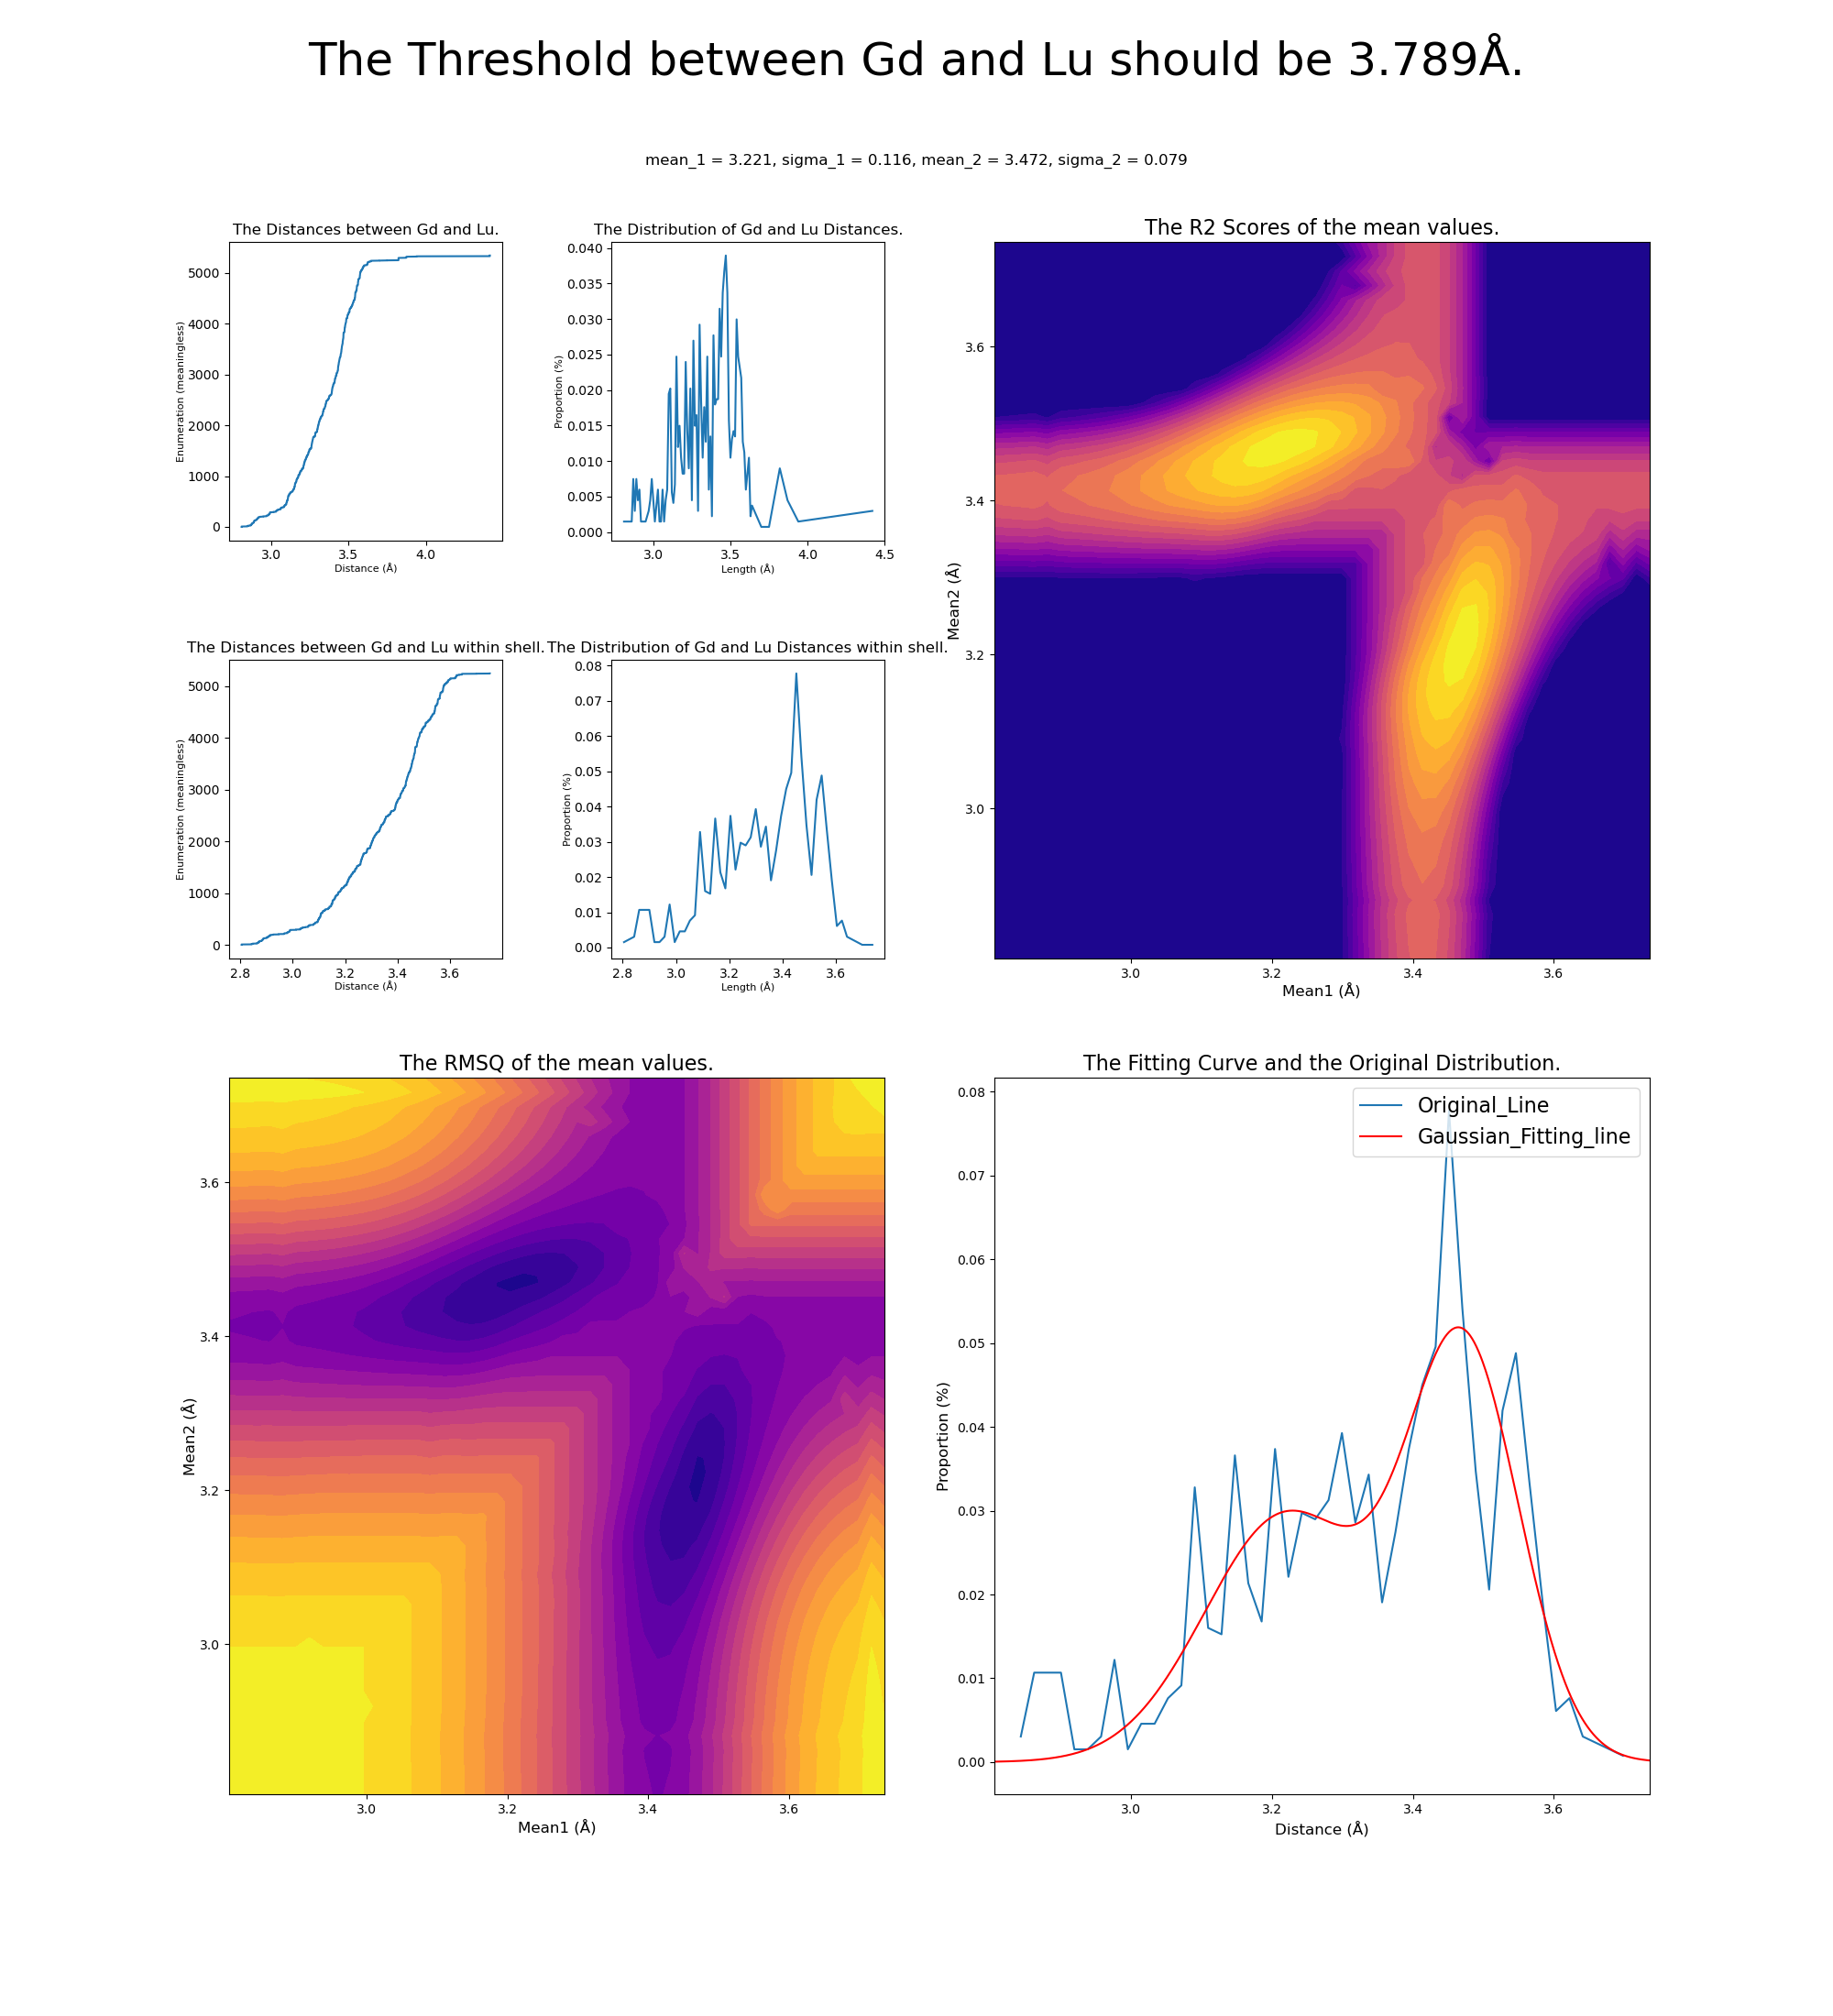 The Threshold between Gd and Lu should be 3.789Å.
mean_1 = 3.221, sigma_1 = 0.116, mean_2 = 3.472, sigma_2 = 0.079
The Distances between Gd and Lu.
Enumeration (meaningless)
5000
4000
3000
2000
1000
0
3.0 3.5 4.0
Distance (Å)
The Distribution of Gd and Lu Distances.
Proportion (%)
0.040
0.035
0.030
0.025
0.020
0.015
0.010
0.005
0.000
3.0 3.5 4.0 4.5
Length (Å)
The R2 Scores of the mean values.
Mean2 (Å)
3.6
3.4
3.2
3.0
3.0 3.2 3.4 3.6
Mean1 (Å)
The Distances between Gd and Lu within shell.
Enumeration (meaningless)
5000
4000
3000
2000
1000
0
2.8 3.0 3.2 3.4 3.6
Distance (Å)
The Distribution of Gd and Lu Distances within shell.
Proportion (%)
0.08
0.07
0.06
0.05
0.04
0.03
0.02
0.01
0.00
2.8 3.0 3.2 3.4 3.6
Length (Å)
The RMSQ of the mean values.
Mean2 (Å)
3.6
3.4
3.2
3.0
3.0 3.2 3.4 3.6
Mean1 (Å)
The Fitting Curve and the Original Distribution.
Original_Line
Gaussian_Fitting_line
Proportion (%)
0.08
0.07
0.06
0.05
0.04
0.03
0.02
0.01
0.00
3.0 3.2 3.4 3.6
Distance (Å)